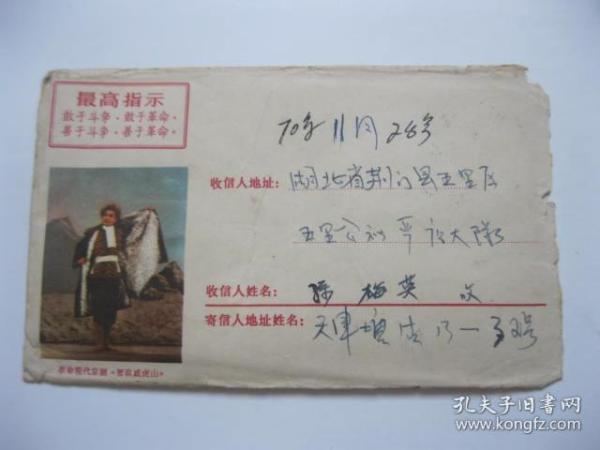 最高指示
敢于斗争、敢于革命。
善于斗争、善于革命。
70年11月28号
收信人地址：湖北省荆门县五里区
五里公社 大队
收信人姓名：孙梅英 收
寄信人地址姓名：天津塘沽
革命现代京剧《智取威虎山》
孔夫子旧书网
www.kongfz.com